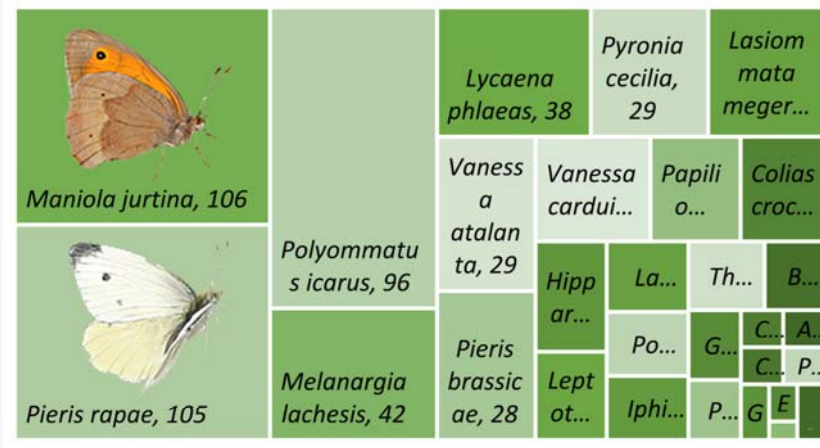 Maniola jurtina, 106
Pieris rapae, 105
Polyommatu
s icarus, 96
Melanargia
lachesis, 42
Lycaena
phlaeas, 38
Pyronia
cecilia,
29
Lasiom
mata
meger...
Vaness
a
atalan
ta, 29
Vanessa
cardui...
Papili
o...
Colias
croc...
Pieris
brassic
ae, 28
Hipp
ar...
Lept
ot...
La...
Th...
B...
Po...
G...
C...
A...
C...
P...
Iphi...
P...
G
E